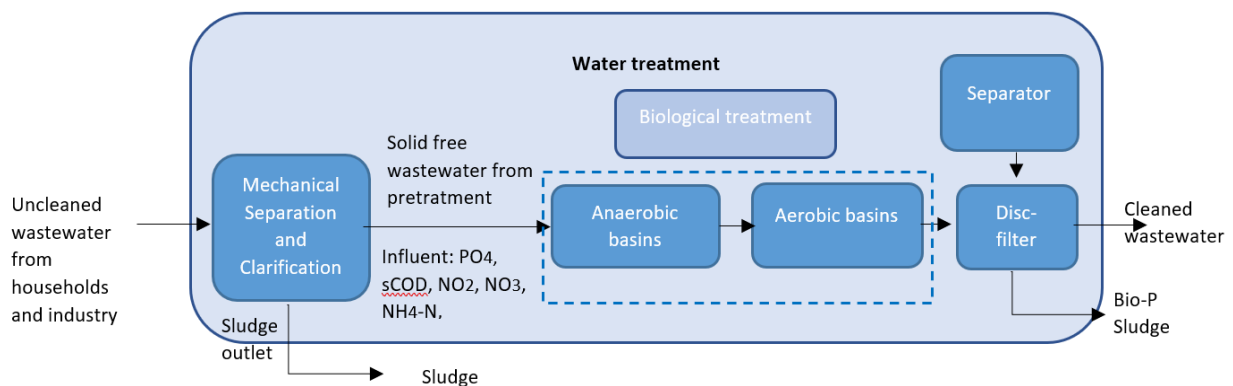 Water treatment
Separator
Biological treatment
Solid free
wastewater from
pretratment
Mechanical
Separation
and
Clarification
Uncleaned
wastewater
from
households
and industry
Anaerobic
basins
Aerobic basins
Disc-
filter
Cleaned
wastewater
Influent: PO4,
sCOD, NO2, NO3,
NH4-N,
Bio-P
Sludge
Sludge
outlet
Sludge